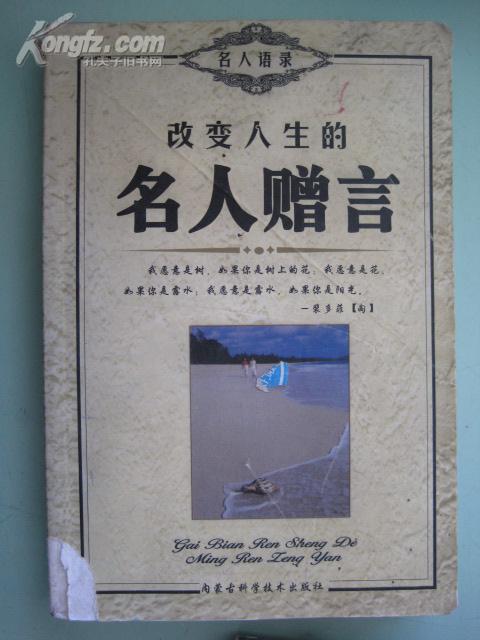 Kongfz.com
孔夫子旧书网
名人语录
改变人生的
名人赠言
我愿意是树，如果你是树上的花；我愿意是花，
如果你是露水；我愿意是露水，如果你是阳光。
—裴多菲【匈】
Gai Bian Ren Sheng De
Ming Ren Zeng Yan
内蒙古科学技术出版社